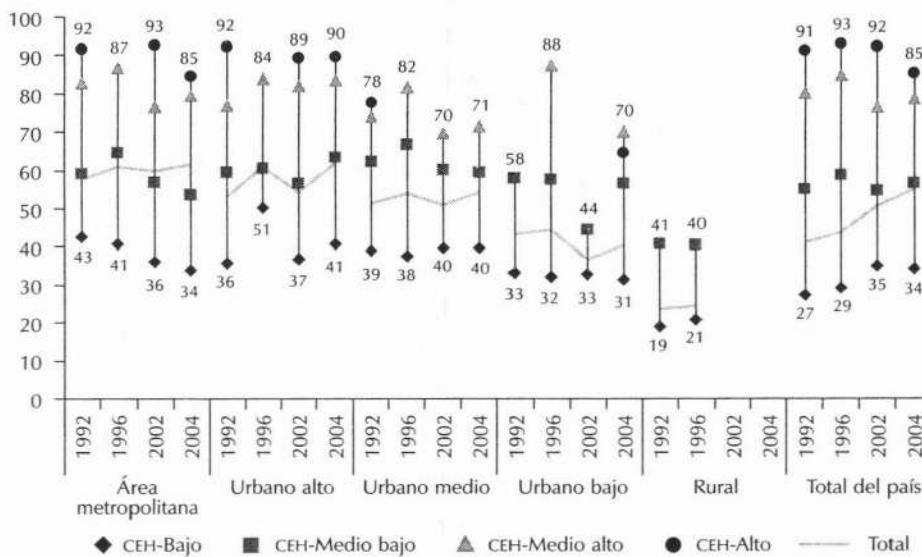 100
90
80
70
60
50
40
30
20
10
0
92 87 93 85 92 84 89 90 78 82 70 71 58 88 44 70 41 40 91 93 92 85
43 41 36 34 36 51 37 41 39 38 40 40 33 32 33 31 19 21 27 29 35 34
1992 1996 2002 2004 1992 1996 2002 2004 1992 1996 2002 2004 1992 1996 2002 2004 1992 1996 2002 2004 1992 1996 2002 2004
Área metropolitana Urbano alto Urbano medio Urbano bajo Rural Total del país
CEH-Bajo CEH-Medio bajo CEH-Medio alto CEH-Alto Total